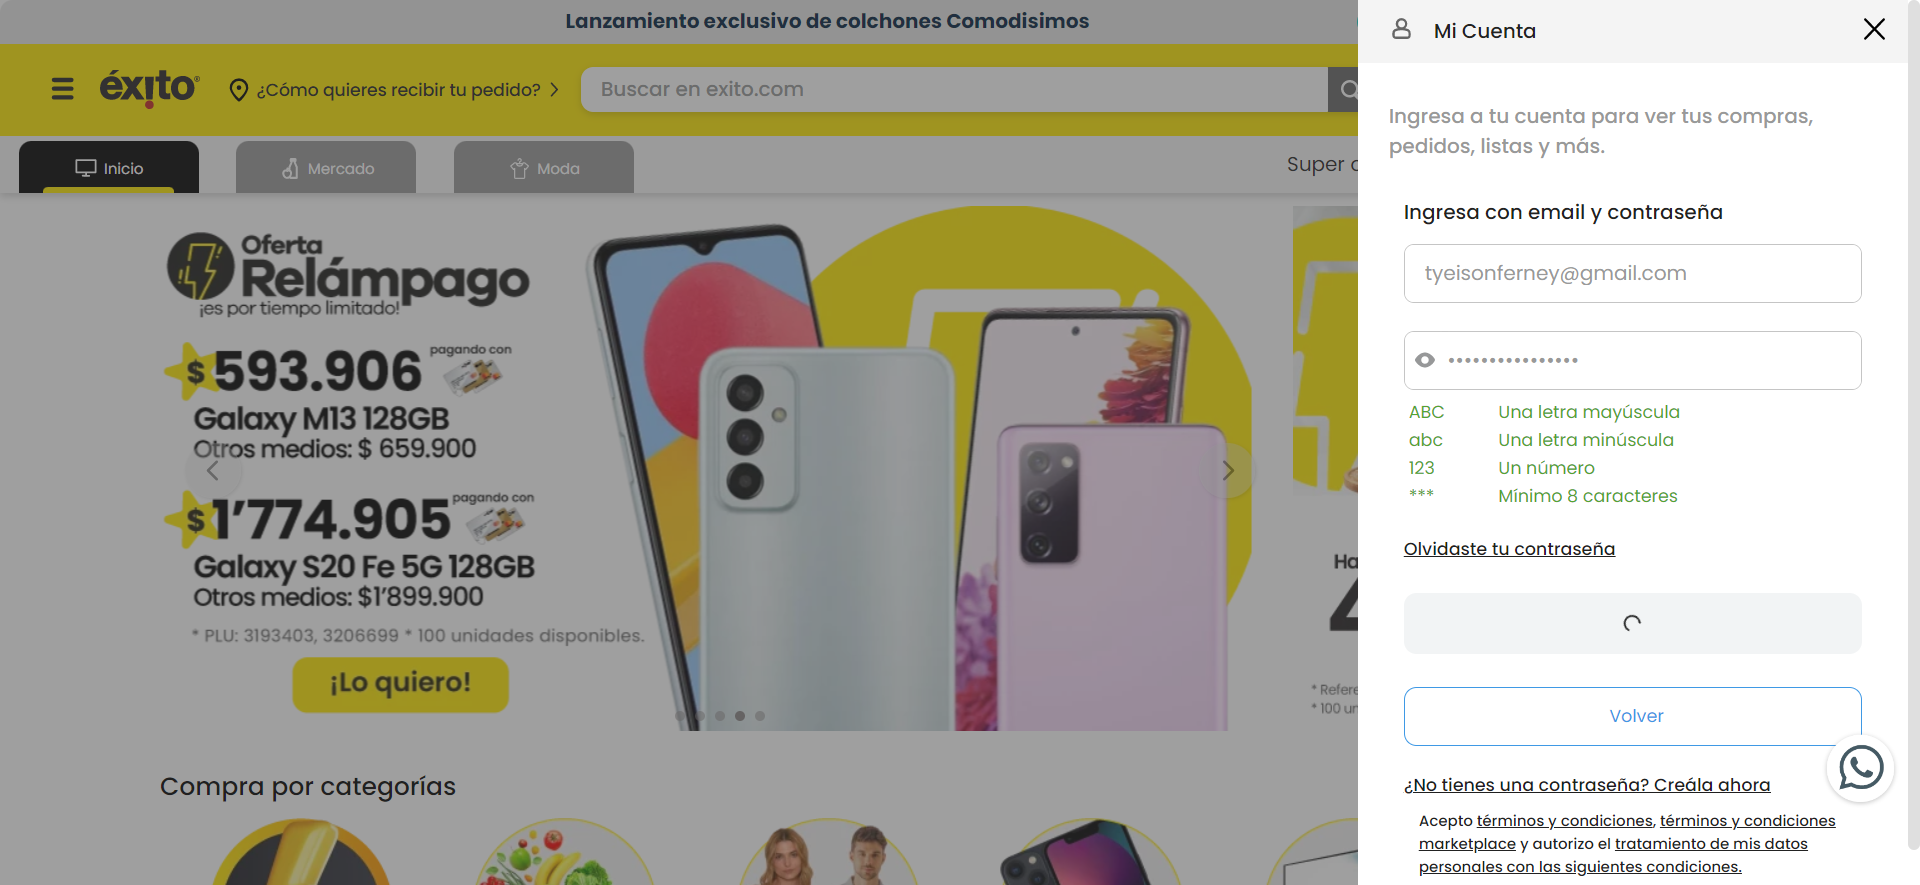 Lanzamiento exclusivo de colchones Comodisimos
éxito
¿Cómo quieres recibir tu pedido?
Buscar en exito.com
Inicio
Mercado
Moda
Super
Oferta
Relámpago
¡es por tiempo limitado!
$593.906 pagando con
Galaxy M13 128GB
Otros medios: $ 659.900
$1'774.905 pagando con
Galaxy S20 Fe 5G 128GB
Otros medios: $1'899.900
* PLU: 3193403, 3206699 * 100 unidades disponibles.
¡Lo quiero!
Compra por categorías
Mi Cuenta
Ingresa a tu cuenta para ver tus compras,
pedidos, listas y más.
Ingresa con email y contraseña
tyeisonferney@gmail.com
••••••••••••••••
ABC Una letra mayúscula
abc Una letra minúscula
123 Un número
*** Mínimo 8 caracteres
Olvidaste tu contraseña
Volver
¿No tienes una contraseña? Creála ahora
Acepto términos y condiciones, términos y condiciones
marketplace y autorizo el tratamiento de mis datos
personales con las siguientes condiciones.